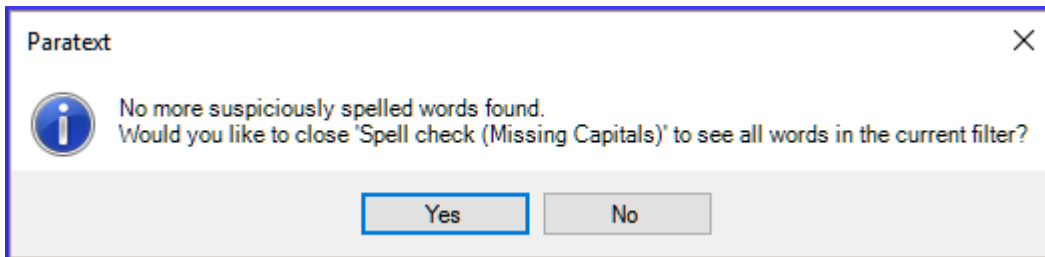 Paratext
No more suspiciously spelled words found.
Would you like to close 'Spell check (Missing Capitals)' to see all words in the current filter?
Yes
No